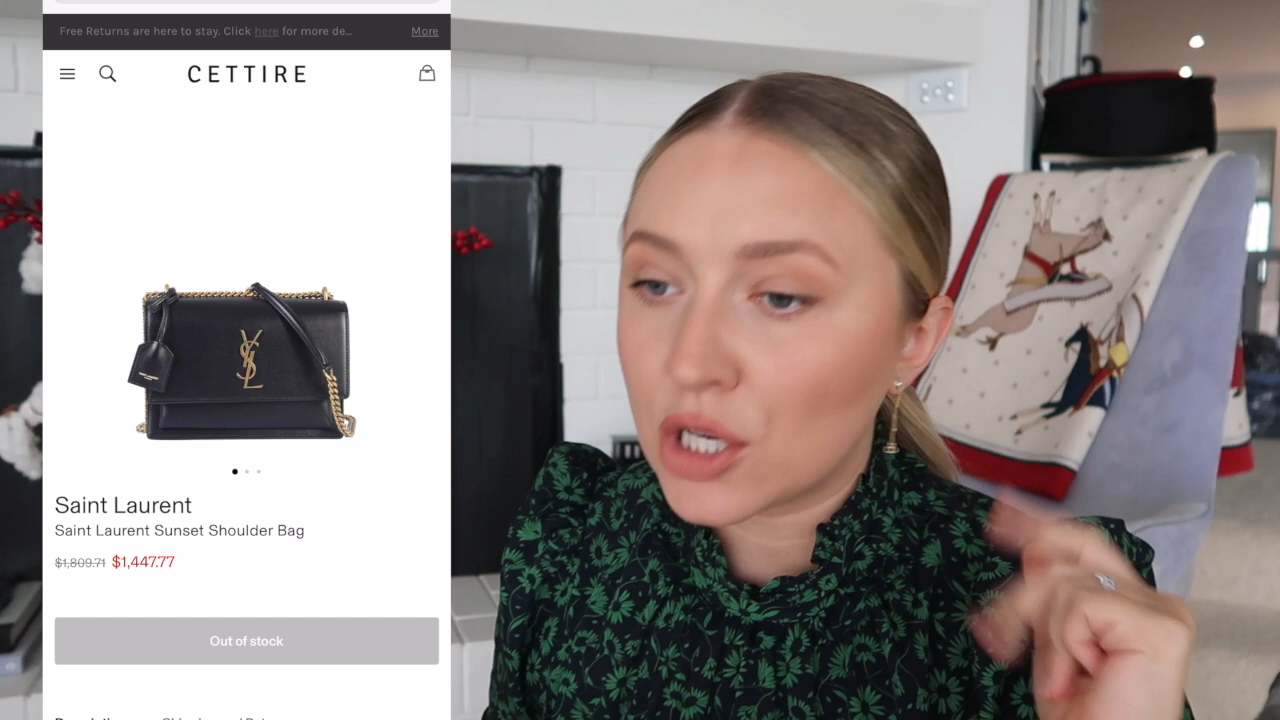 Free Returns are here to stay. Click here for more de... More
CETTIRE
YSL
Saint Laurent
Saint Laurent Sunset Shoulder Bag
$1,809.71 $1,447.77
Out of stock